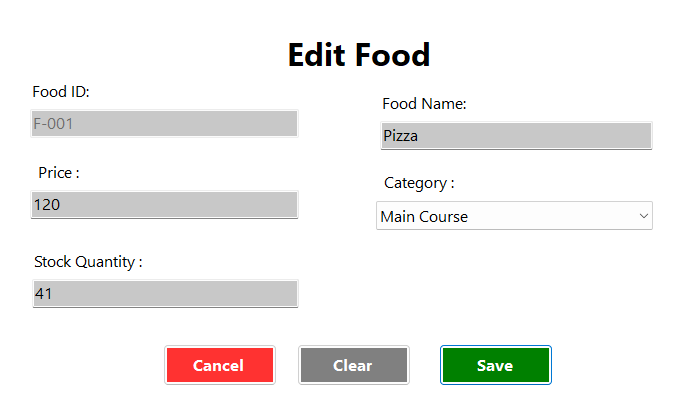 Edit Food
Food ID:
F-001
Food Name:
Pizza
Price :
120
Category :
Main Course
Stock Quantity :
41
Cancel
Clear
Save